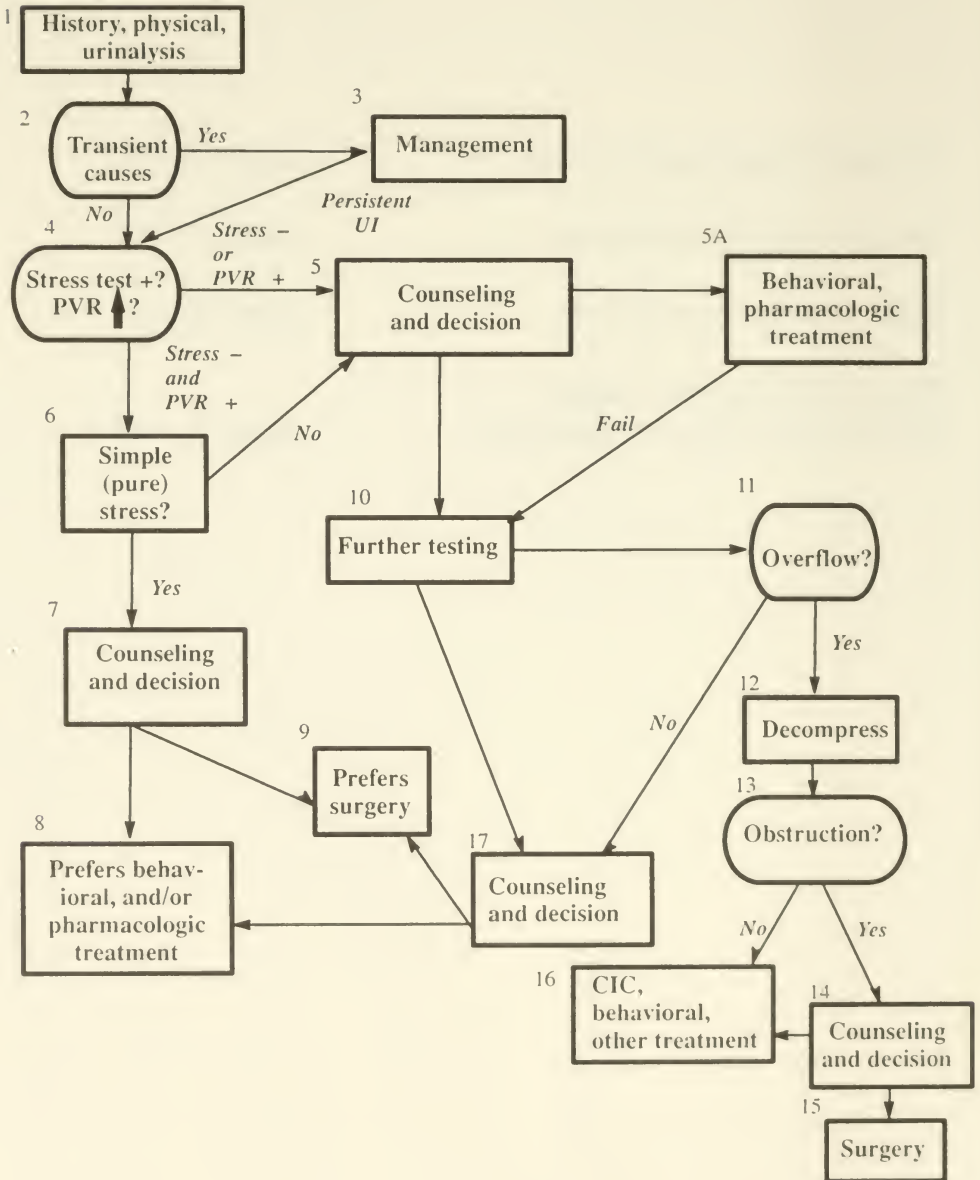 1
History, physical,
urinalysis
2
Transient
causes
Yes
3
Management
No
Persistent
UI
4
Stress test +?
PVR ?
Stress –
or
PVR +
5
Counseling
and decision
5A
Behavioral,
pharmacologic
treatment
Stress –
and
PVR +
6
Simple
(pure)
stress?
No
Fail
10
Further testing
11
Overflow?
Yes
7
Counseling
and decision
Yes
12
Decompress
No
9
Prefers
surgery
13
Obstruction?
8
Prefers behav-
ioral, and/or
pharmacologic
treatment
17
Counseling
and decision
No
Yes
16
CIC,
behavioral,
other treatment
14
Counseling
and decision
15
Surgery